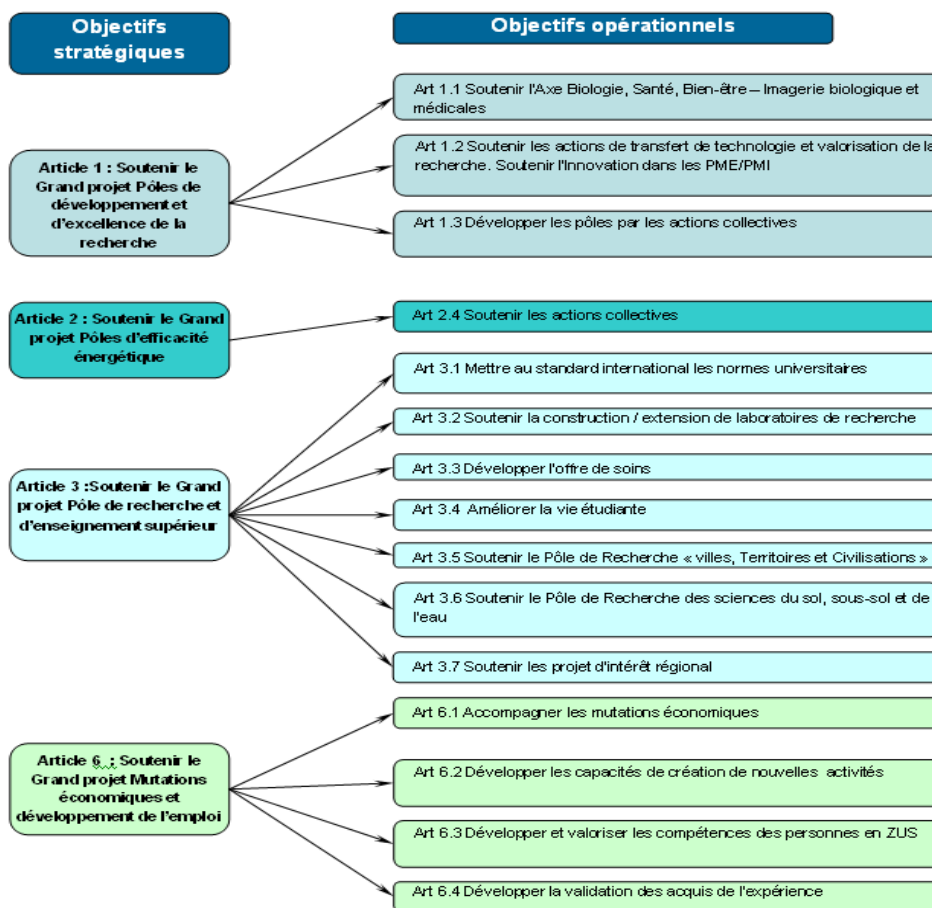 Objectifs
stratégiques
Objectifs opérationnels
Article 1 : Soutenir le
Grand projet Pôles de
développement et
d'excellence de la
recherche
Art 1.1 Soutenir l'Axe Biologie, Santé, Bien-être – Imagerie biologique et
médicales
Art 1.2 Soutenir les actions de transfert de technologie et valorisation de la
recherche. Soutenir l'Innovation dans les PME/PMI
Art 1.3 Développer les pôles par les actions collectives
Article 2 : Soutenir le Grand
projet Pôles d'efficacité
énergétique
Art 2.4 Soutenir les actions collectives
Article 3 :Soutenir le Grand
projet Pôle de recherche et
d'enseignement supérieur
Art 3.1 Mettre au standard international les normes universitaires
Art 3.2 Soutenir la construction / extension de laboratoires de recherche
Art 3.3 Développer l'offre de soins
Art 3.4 Améliorer la vie étudiante
Art 3.5 Soutenir le Pôle de Recherche « villes, Territoires et Civilisations »
Art 3.6 Soutenir le Pôle de Recherche des sciences du sol, sous-sol et de
l'eau
Art 3.7 Soutenir les projet d'intérêt régional
Article 6 : Soutenir le
Grand projet Mutations
économiques et
développement de l'emploi
Art 6.1 Accompagner les mutations économiques
Art 6.2 Développer les capacités de création de nouvelles activités
Art 6.3 Développer et valoriser les compétences des personnes en ZUS
Art 6.4 Développer la validation des acquis de l'expérience